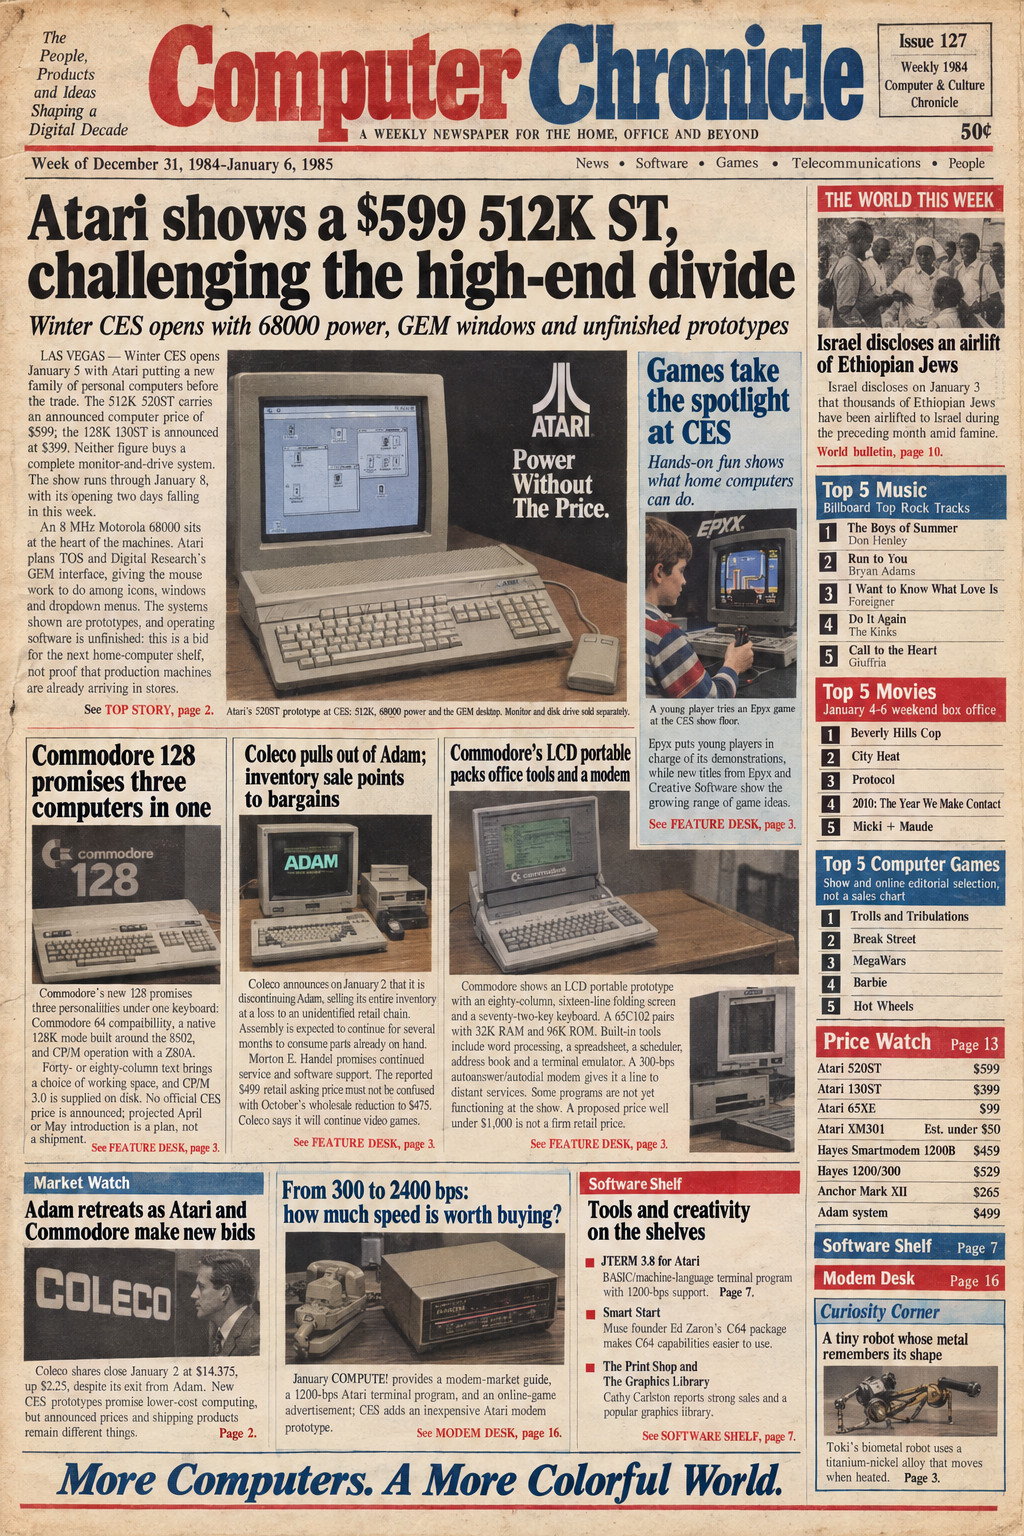 The
People,
Products
and Ideas
Shaping a
Digital Decade
Computer Chronicle
A WEEKLY NEWSPAPER FOR THE HOME, OFFICE AND BEYOND
Issue 127
Weekly 1984
Computer & Culture
Chronicle
50¢
Week of December 31, 1984-January 6, 1985
News • Software • Games • Telecommunications • People
Atari shows a $599 512K ST,
challenging the high-end divide
Winter CES opens with 68000 power, GEM windows and unfinished prototypes
LAS VEGAS — Winter CES opens
January 5 with Atari putting a new
family of personal computers before
the trade. The 512K 520ST carries
an announced computer price of
$599; the 128K 130ST is announced
at $399. Neither figure buys a
complete monitor-and-drive system.
The show runs through January 8,
with its opening two days falling
in this week.
An 8 MHz Motorola 68000 sits
at the heart of the machines. Atari
plans TOS and Digital Research's
GEM interface, giving the mouse
work to do among icons, windows
and dropdown menus. The systems
shown are prototypes, and operating
software is unfinished: this is a bid
for the next home-computer shelf,
not proof that production machines
are already arriving in stores.
See TOP STORY, page 2.
ATARI
Power
Without
The Price.
ATARI
Atari's 520ST prototype at CES: 512K, 68000 power and the GEM desktop. Monitor and disk drive sold separately.
Games take
the spotlight
at CES
Hands-on fun shows
what home computers
can do.
EPYX.
A young player tries an Epyx game
at the CES show floor.
Epyx puts young players in
charge of its demonstrations,
while new titles from Epyx and
Creative Software show the
growing range of game ideas.
See FEATURE DESK, page 3.
Commodore 128
promises three
computers in one
commodore
128
Commodore's new 128 promises
three personalities under one keyboard:
Commodore 64 compaibillity, a native
128K mode built around the 8502,
and CP/M operation with a Z80A.
Forty- or eighty-column text brings
a choice of working space, and CP/M
3.0 is supplied on disk. No official CES
price is announced; projected April
or May introduction is a plan, not
a shipment.
See FEATURE DESK, page 3.
Coleco pulls out of Adam;
inventory sale points
to bargains
ADAM
Coleco announces on January 2 that it is
discontinuing Adam, selling its entire inventory
at a loss to an unidentified retail chain.
Assembly is expected to continue for several
months to consume parts already on hand.
Morton E. Handel promises continued
service and software support. The reported
$499 retail asking price must not be confused
with October's wholesale reduction to $475.
Coleco says it will continue video games.
See FEATURE DESK, page 3.
Commodore's LCD portable
packs office tools and a modem
commodore
Commodore shows an LCD portable prototype
with an eighty-column, sixteen-line folding screen
and a seventy-two-key keyboard. A 65C102 pairs
with 32K RAM and 96K ROM. Built-in tools
include word processing, a spreadsheet, a scheduler,
address book and a terminal emulator. A 300-bps
autoanswer/autodial modem gives it a line to
distant services. Some programs are not yet
functioning at the show. A proposed price well
under $1,000 is not a firm retail price.
See FEATURE DESK, page 3.
Market Watch
Adam retreats as Atari and
Commodore make new bids
COLECO
Coleco shares close January 2 at $14.375,
up $2.25, despite its exit from Adam. New
CES prototypes promise lower-cost computing,
but announced prices and shipping products
remain different things.
Page 2.
From 300 to 2400 bps:
how much speed is worth buying?
January COMPUTE! provides a modem-market guide,
a 1200-bps Atari terminal program, and an online-game
advertisement; CES adds an inexpensive Atari modem
prototype.
See MODEM DESK, page 16.
Software Shelf
Tools and creativity
on the shelves
JTERM 3.8 for Atari
BASIC/machine-language terminal program
with 1200-bps support. Page 7.
Smart Start
Muse founder Ed Zaron's C64 package
makes C64 capabilities easier to use.
The Print Shop and
The Graphics Library
Cathy Carlston reports strong sales and a
popular graphics library.
See SOFTWARE SHELF, page 7.
THE WORLD THIS WEEK
Israel discloses an airlift
of Ethiopian Jews
Israel discloses on January 3
that thousands of Ethiopian Jews
have been airlifted to Israel during
the preceding month amid famine.
World bulletin, page 10.
Top 5 Music
Billboard Top Rock Tracks
1 The Boys of Summer
Don Henley
2 Run to You
Bryan Adams
3 I Want to Know What Love Is
Foreigner
4 Do It Again
The Kinks
5 Call to the Heart
Giuffria
Top 5 Movies
January 4-6 weekend box office
1 Beverly Hills Cop
2 City Heat
3 Protocol
4 2010: The Year We Make Contact
5 Micki + Maude
Top 5 Computer Games
Show and online editorial selection,
not a sales chart
1 Trolls and Tribulations
2 Break Street
3 MegaWars
4 Barbie
5 Hot Wheels
Price Watch Page 13
Atari 520ST $599
Atari 130ST $399
Atari 65XE $99
Atari XM301 Est. under $50
Hayes Smartmodem 1200B $459
Hayes 1200/300 $529
Anchor Mark XII $265
Adam system $499
Software Shelf Page 7
Modem Desk Page 16
Curiosity Corner
A tiny robot whose metal
remembers its shape
Toki's biometal robot uses a
titanium-nickel alloy that moves
when heated. Page 3.
More Computers. A More Colorful World.